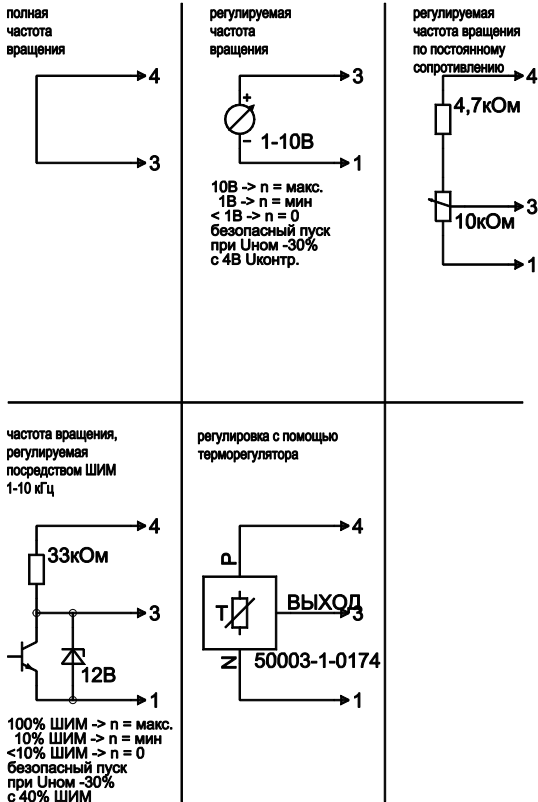 полная
частота
вращения
4
3
регулируемая
частота
вращения
3
+
−
1-10В
1
10В -> n = макс.
1В -> n = мин
< 1В -> n = 0
безопасный пуск
при Uном -30%
с 4В Uконтр.
регулируемая
частота вращения
по постоянному
сопротивлению
4
4,7кОм
3
10кОм
1
частота вращения,
регулируемая
посредством ШИМ
1-10 кГц
4
33кОм
3
12В
1
100% ШИМ -> n = макс.
10% ШИМ -> n = мин
<10% ШИМ -> n = 0
безопасный пуск
при Uном -30%
с 40% ШИМ
регулировка с помощью
терморегулятора
4
P
ВЫХОД
3
T
N
50003-1-0174
1